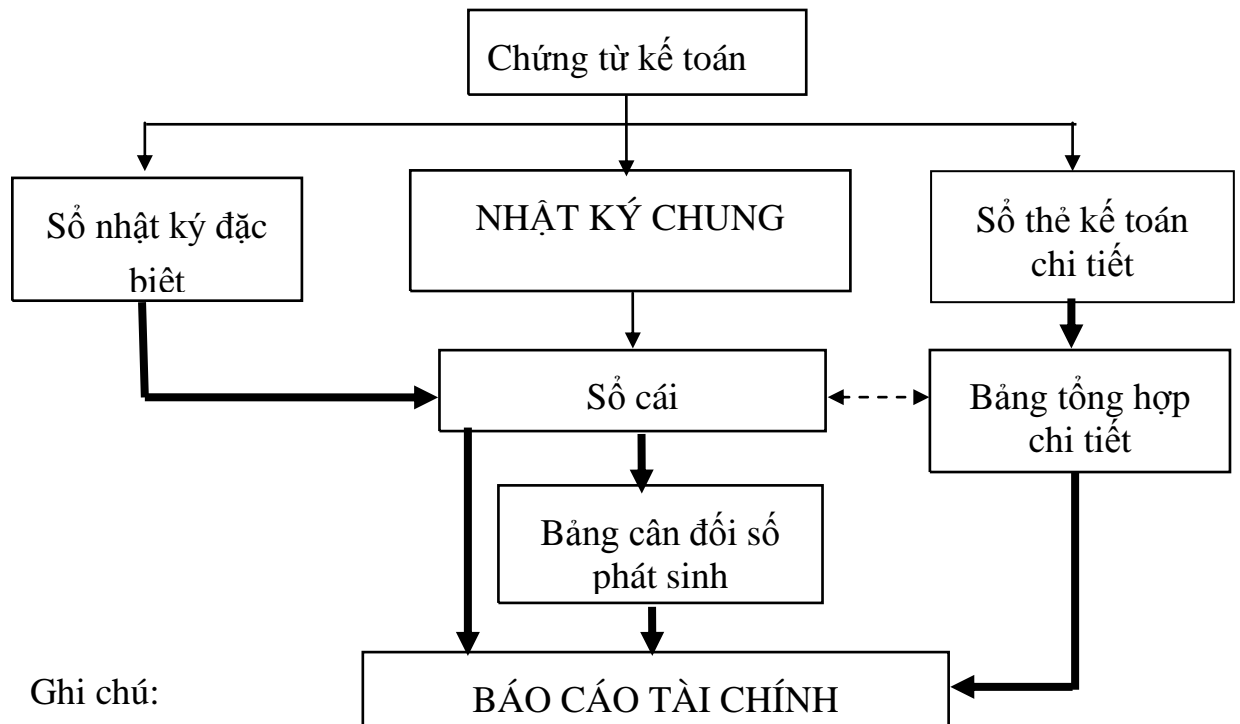 Chứng từ kế toán
Sổ nhật ký đặc
biệt
NHẬT KÝ CHUNG
Sổ thẻ kế toán
chi tiết
Sổ cái
Bảng tổng hợp
chi tiết
Bảng cân đối số
phát sinh
Ghi chú:
BÁO CÁO TÀI CHÍNH